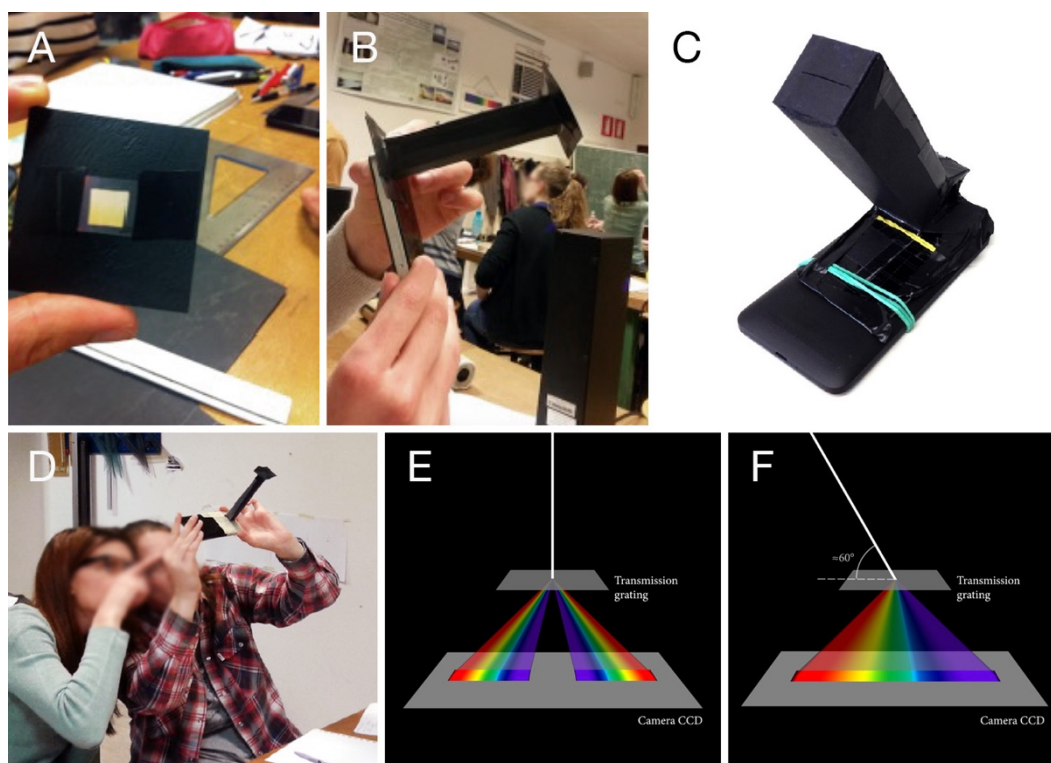 A
B
C
D
E
Transmission
grating
Camera CCD
F
≈60°
Transmission
grating
Camera CCD